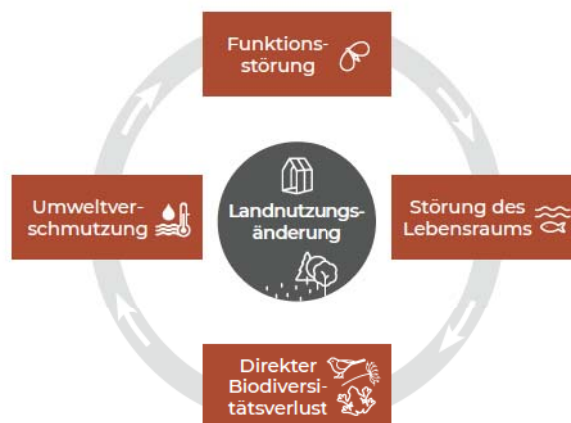 Funktions-
störung
Umweltver-
schmutzung
Landnutzungs-
änderung
Störung des
Lebensraums
Direkter
Biodiversi-
tätsverlust